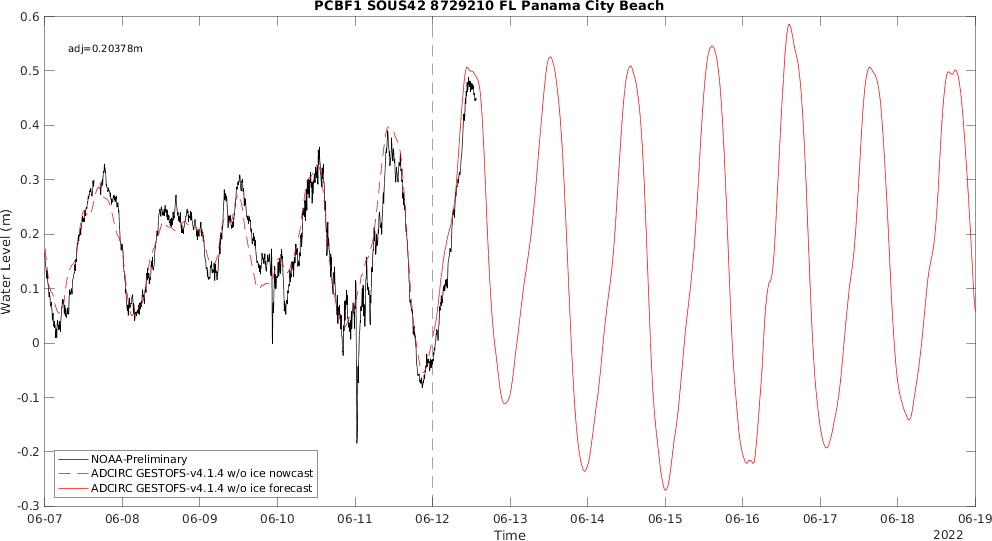 PCBF1 SOUS42 8729210 FL Panama City Beach
adj=0.20378m
0.6
0.5
0.4
0.3
0.2
0.1
0
-0.1
-0.2
-0.3
Water Level (m)
NOAA-Preliminary
ADCIRC GESTOFS-v4.1.4 w/o ice nowcast
ADCIRC GESTOFS-v4.1.4 w/o ice forecast
06-07 06-08 06-09 06-10 06-11 06-12 06-13 06-14 06-15 06-16 06-17 06-18 06-19
Time
2022